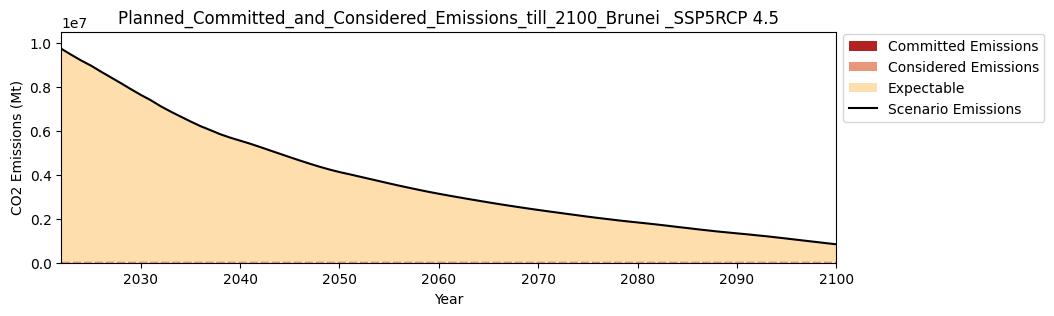 Planned_Committed_and_Considered_Emissions_till_2100_Brunei _SSP5RCP 4.5
1e7
1.0
0.8
0.6
0.4
0.2
0.0
CO2 Emissions (Mt)
2030 2040 2050 2060 2070 2080 2090 2100
Year
Committed Emissions
Considered Emissions
Expectable
Scenario Emissions